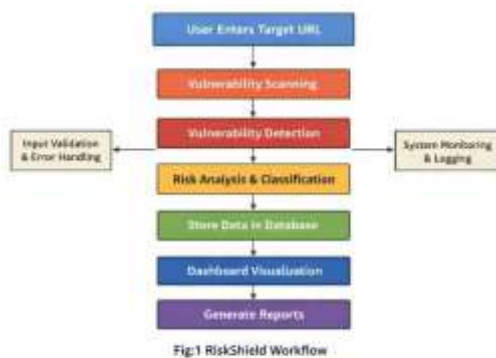 User Enters Target URL
Vulnerability Scanning
Vulnerability Detection
Input Validation
& Error Handling
System Monitoring
& Logging
Risk Analysis & Classification
Store Data in Database
Dashboard Visualization
Generate Reports
Fig:1 RiskShield Workflow